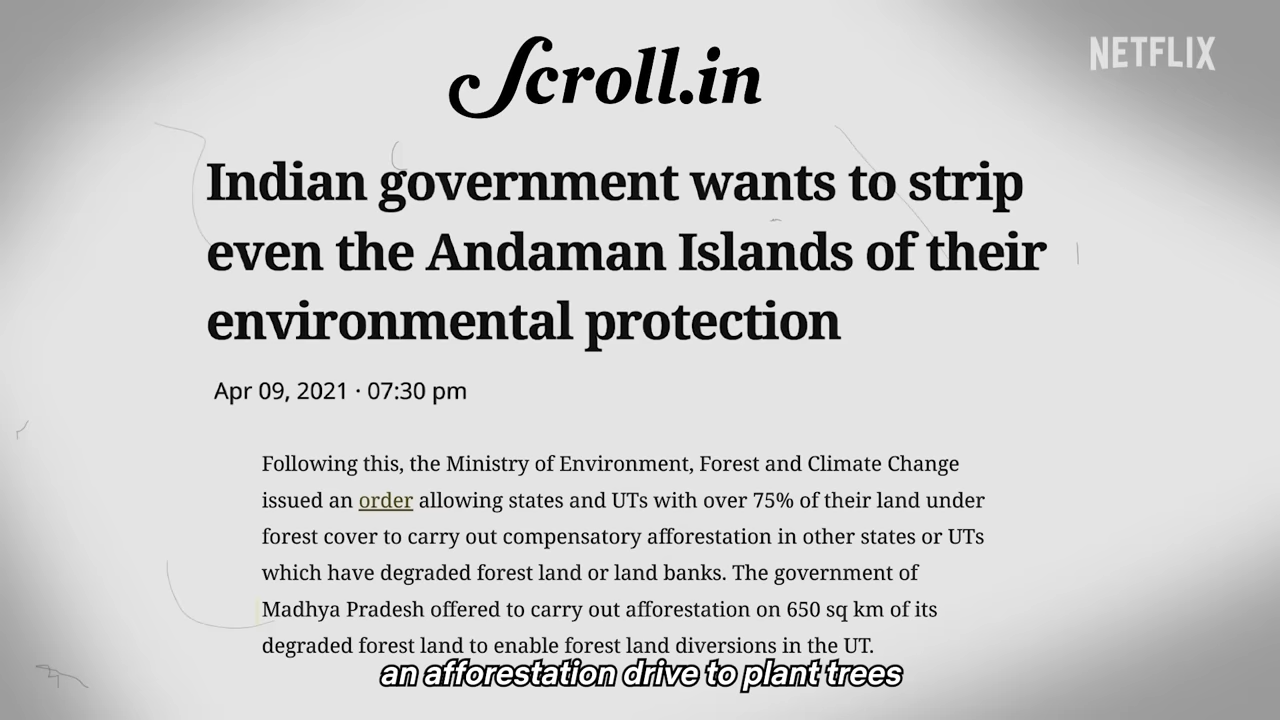 Scroll.in
NETFLIX
Indian government wants to strip
even the Andaman Islands of their
environmental protection
Apr 09, 2021 · 07:30 pm
Following this, the Ministry of Environment, Forest and Climate Change
issued an order allowing states and UTs with over 75% of their land under
forest cover to carry out compensatory afforestation in other states or UTs
which have degraded forest land or land banks. The government of
Madhya Pradesh offered to carry out afforestation on 650 sq km of its
degraded forest land to enable forest land diversions in the UT.
an afforestation drive to plant trees